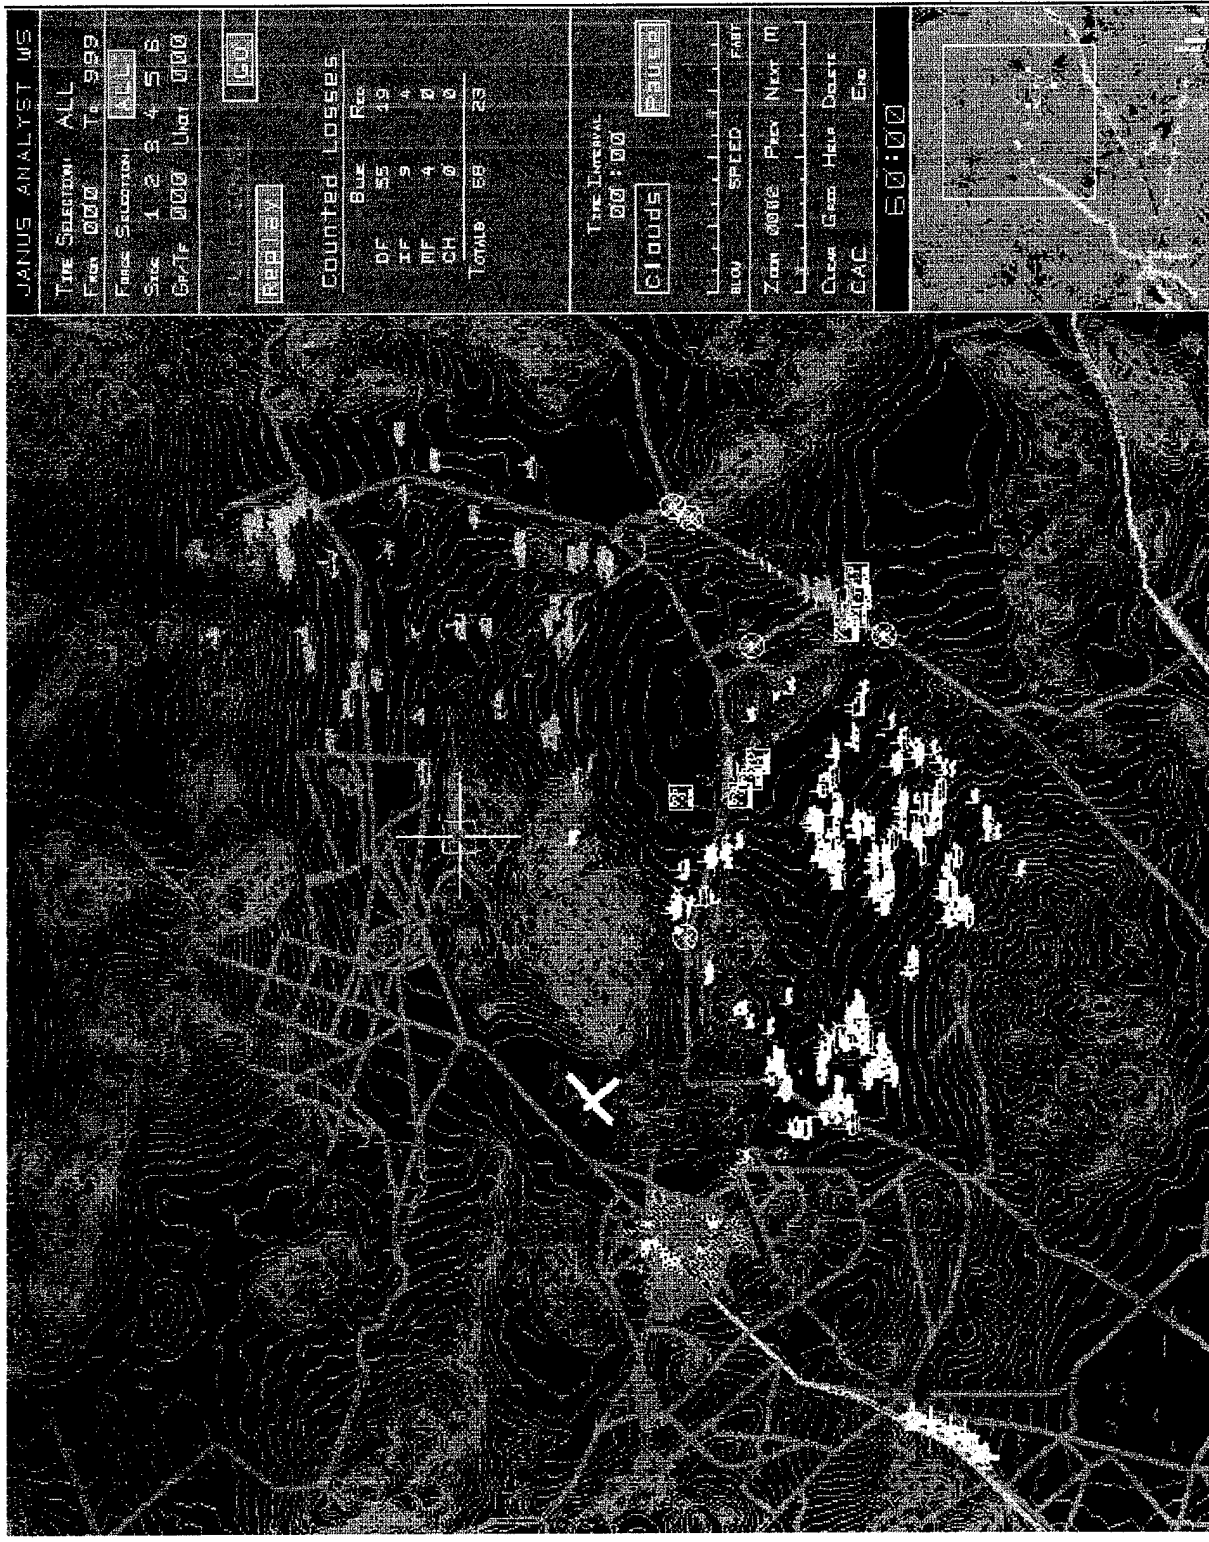 JANUS ANALYST WS
TIME SELECTION ALL
FROM 000 TO 999
FORCE SELECTION ALL
SIDE 1 2 3 4 5 6
GR/TF 000 UNIT 000
GO
Replay
Counted Losses
BLUE RED
DF 55 19
IF 9 4
MF 4 0
CH 0 0
TOTALS 68 23
TIME INTERVAL
00:00
Clouds Pause
SLOW SPEED FAST
ZOOM PREV NEXT M
CLEAR GRID HELP DELETE
CAC END
60:00